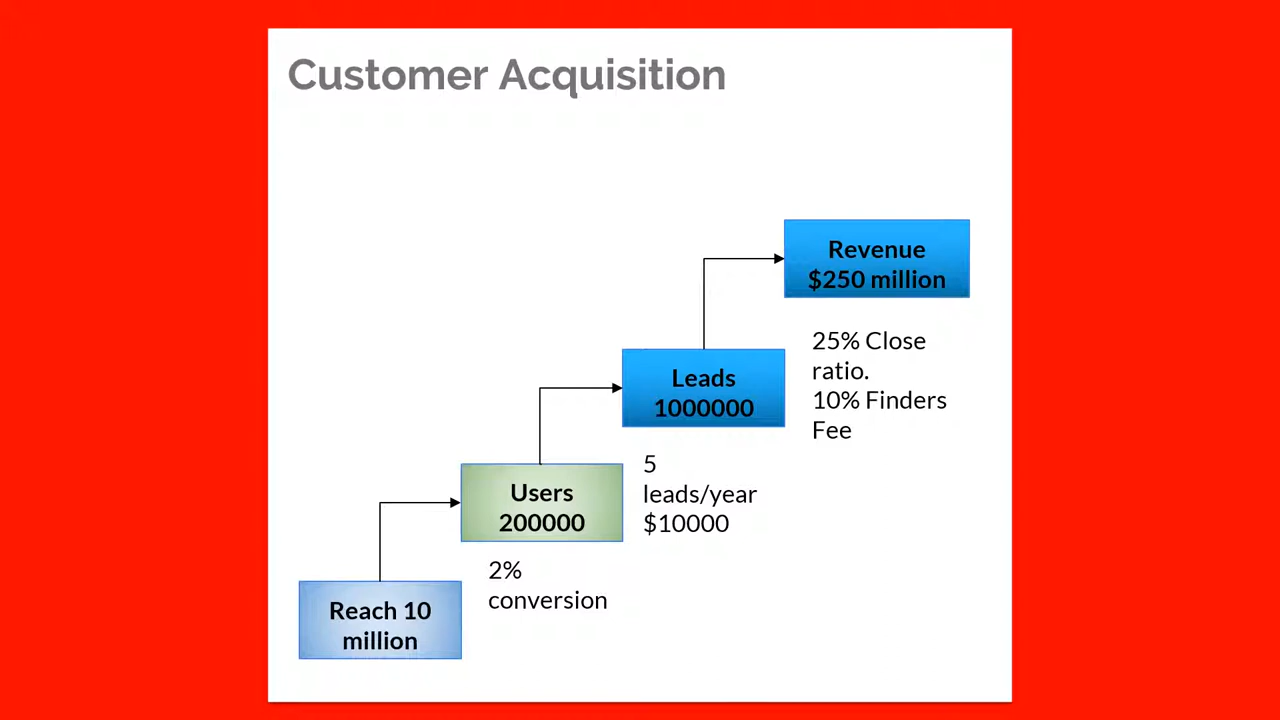 Customer Acquisition
Revenue
$250 million
25% Close
ratio.
10% Finders
Fee
Leads
1000000
5
leads/year
$10000
Users
200000
2%
conversion
Reach 10
million